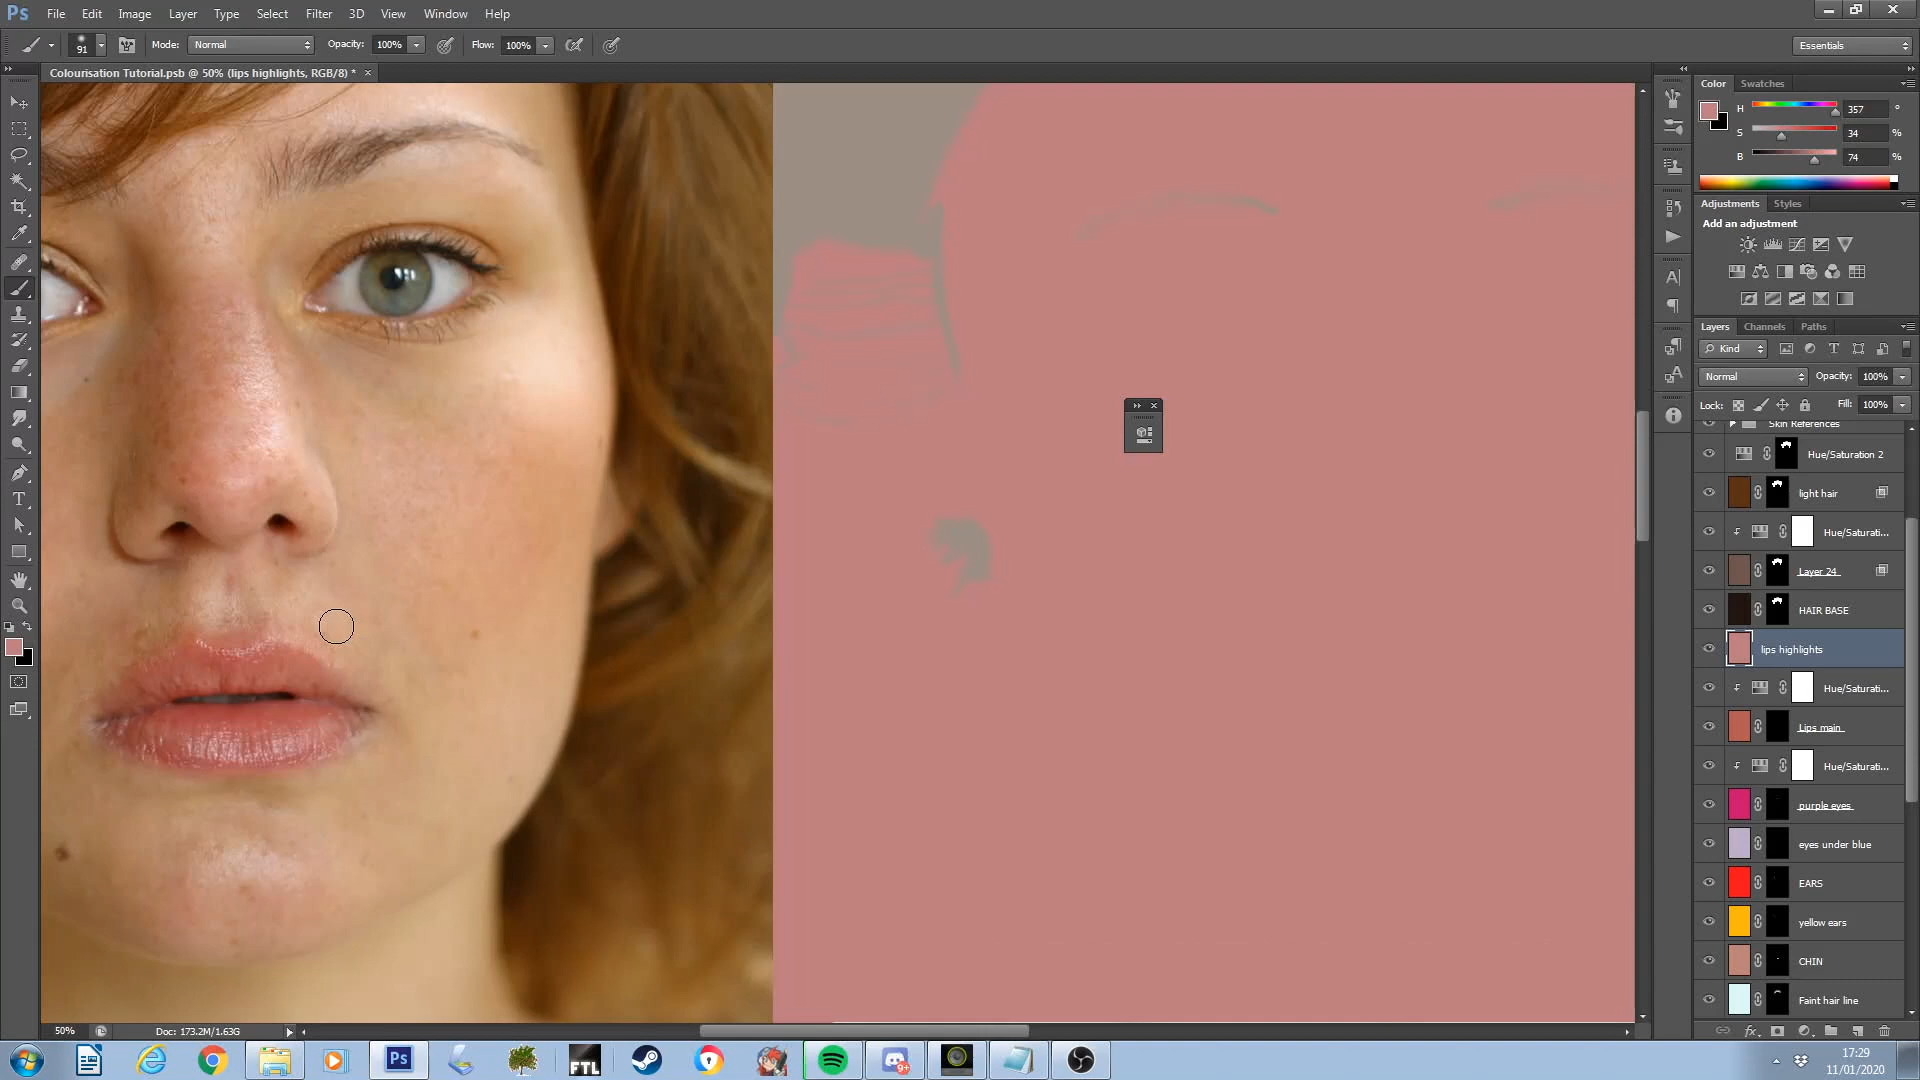 Ps File Edit Image Layer Type Select Filter 3D View Window Help
91 Mode: Normal Opacity: 100% Flow: 100% Essentials
Colourisation Tutorial.psb @ 50% (lips highlights, RGB/8) * ×
Color Swatches
H 357 °
S 34 %
B 74 %
Adjustments Styles
Add an adjustment
Layers Channels Paths
Kind
Normal Opacity: 100%
Lock: Fill: 100%
Skin References
Hue/Saturation 2
light hair
Hue/Saturati...
Layer 24
HAIR BASE
lips highlights
Hue/Saturati...
Lips main
Hue/Saturati...
purple eyes
eyes under blue
EARS
yellow ears
CHIN
Faint hair line
50% Doc: 173.2M/1.63G
Ps FTL 9+
17:29
11/01/2020